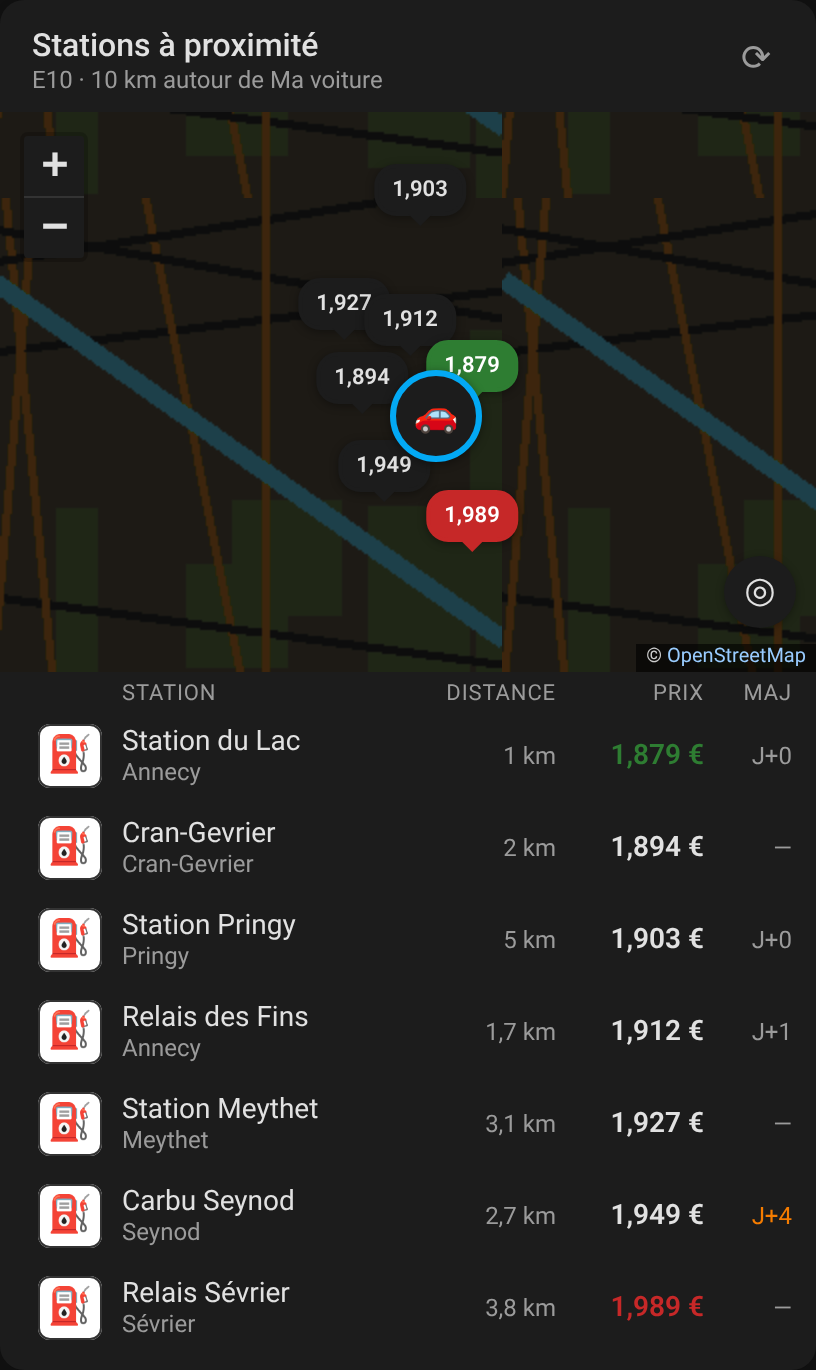 Stations à proximité
E10 · 10 km autour de Ma voiture
+
−
1,903
1,927
1,912
1,879
1,894
1,949
1,989
© OpenStreetMap
STATION DISTANCE PRIX MAJ
Station du Lac
Annecy
1 km 1,879 € J+0
Cran-Gevrier
Cran-Gevrier
2 km 1,894 € –
Station Pringy
Pringy
5 km 1,903 € J+0
Relais des Fins
Annecy
1,7 km 1,912 € J+1
Station Meythet
Meythet
3,1 km 1,927 € –
Carbu Seynod
Seynod
2,7 km 1,949 € J+4
Relais Sévrier
Sévrier
3,8 km 1,989 € –